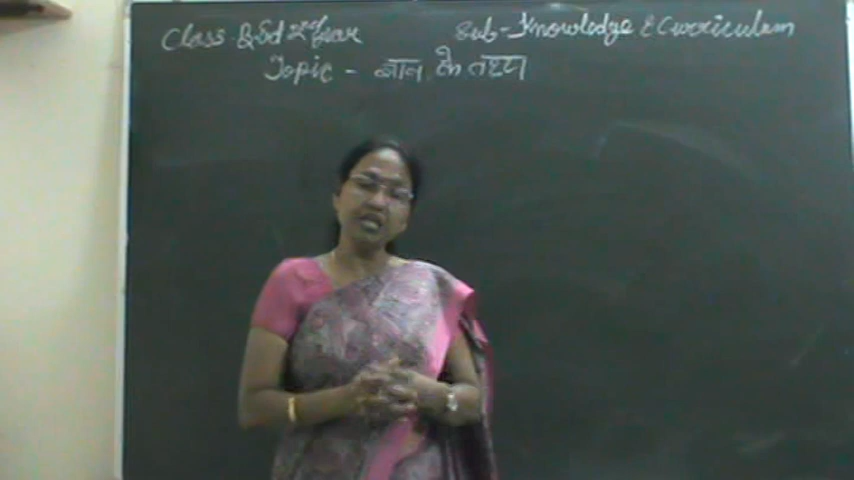 Class - B.Ed 2nd Year Sub - Knowledge & Curriculum
Topic - ज्ञान के तथ्य